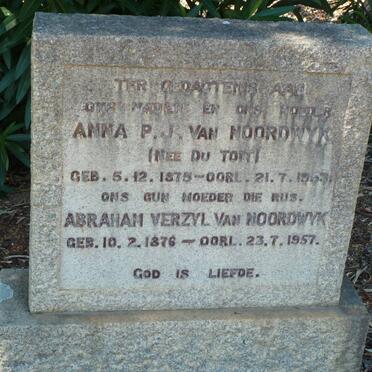 TER GEDAGTENIS AAN
EN ONS MOEDER
ANNA P.J. VAN NOORDWYK
(NEE DU TOIT)
GEB. 5.12.1875 — OORL. 21.7.
ONS GUN MOEDER DIE RUS.
ABRAHAM VERZYL VAN NOORDWYK
GEB. 10.2.1876 — OORL. 23.7.1957.
GOD IS LIEFDE.